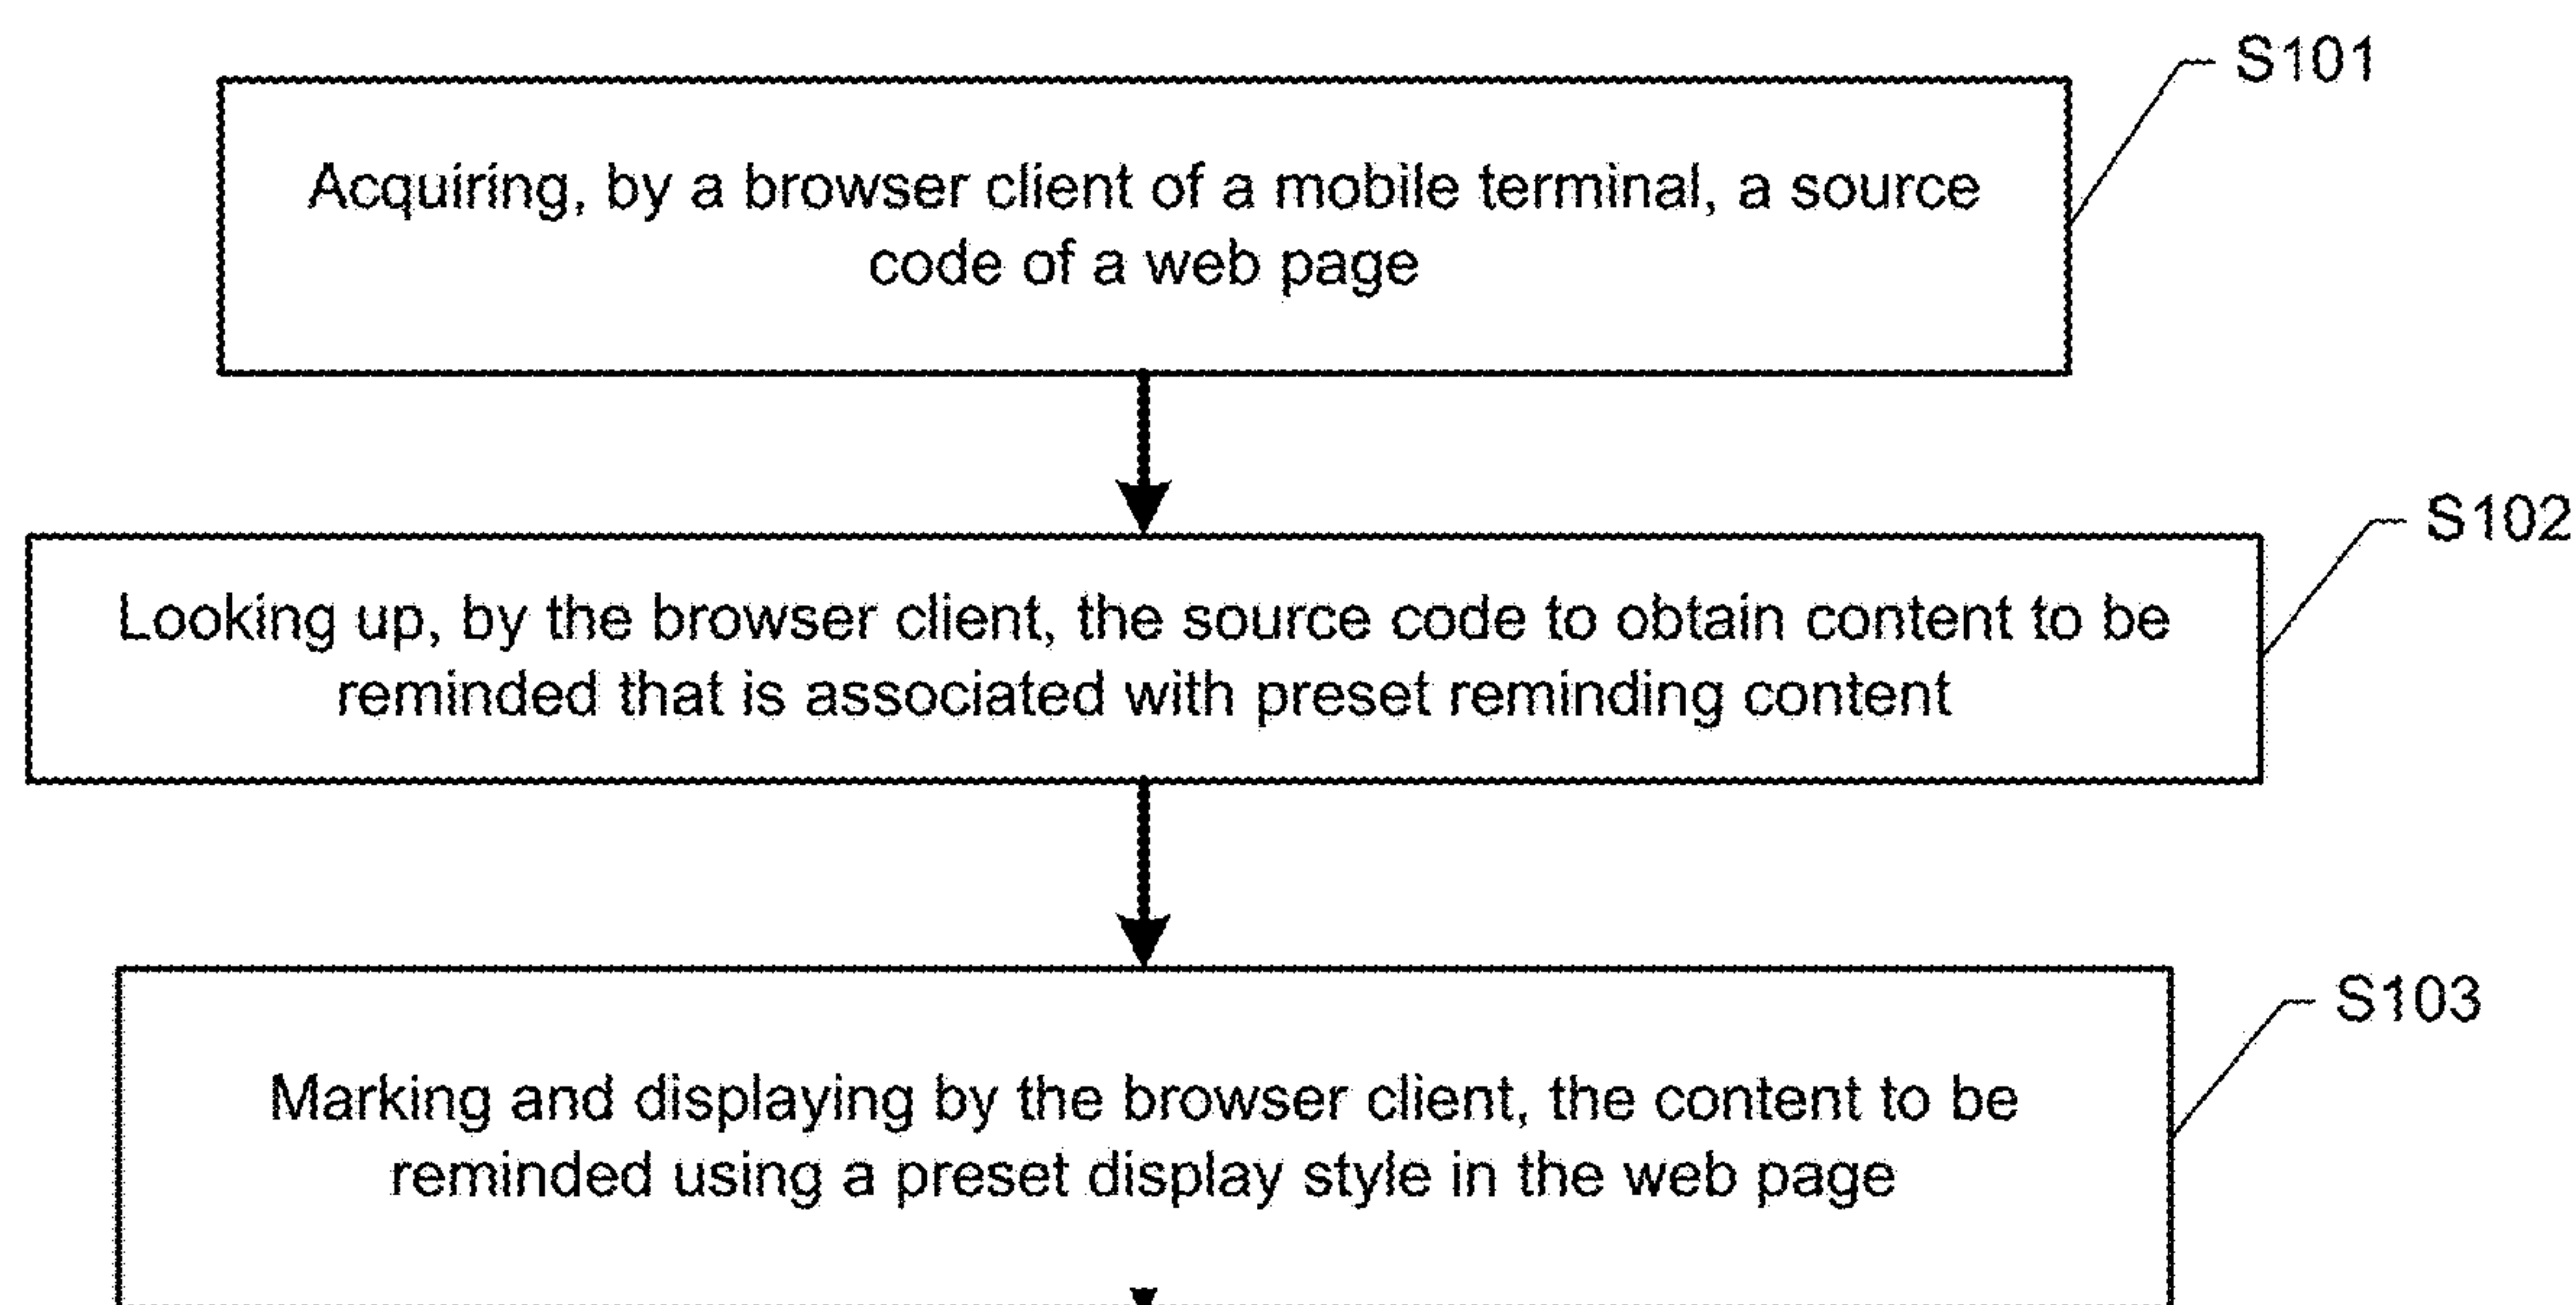 S101
Acquiring, by a browser client of a mobile terminal, a source
code of a web page
S102
Looking up, by the browser client, the source code to obtain content to be
reminded that is associated with preset reminding content
S103
Marking and displaying by the browser client, the content to be
reminded using a preset display style in the web page